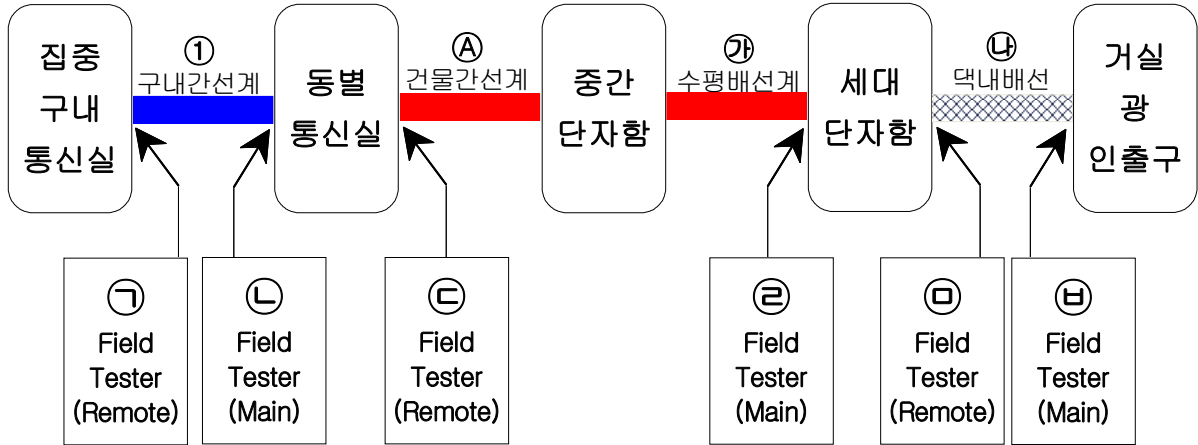 집중
구내
통신실
①
구내간선계
동별
통신실
Ⓐ
건물간선계
중간
단자함
㉮
수평배선계
세대
단자함
㉯
댁내배선
거실
광
인출구
㉠
Field
Tester
(Remote)
㉡
Field
Tester
(Main)
㉢
Field
Tester
(Remote)
㉣
Field
Tester
(Main)
㉤
Field
Tester
(Remote)
㉥
Field
Tester
(Main)